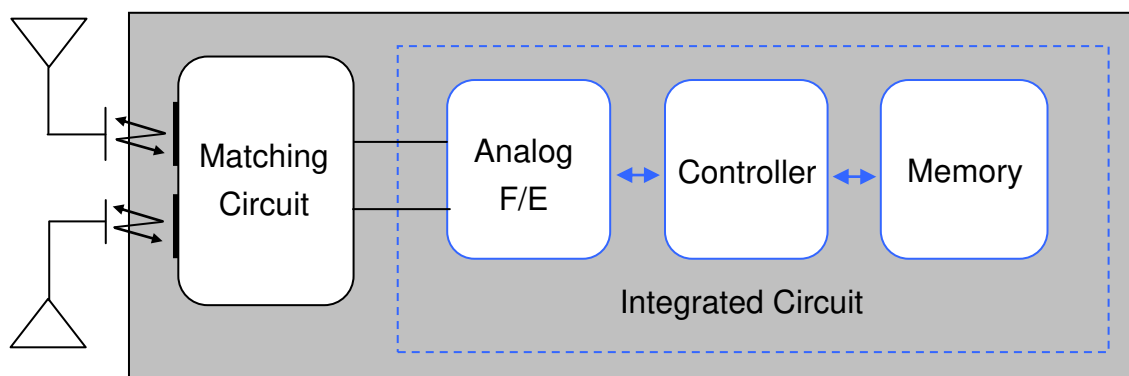 Matching
Circuit
Analog
F/E
Controller
Memory
Integrated Circuit